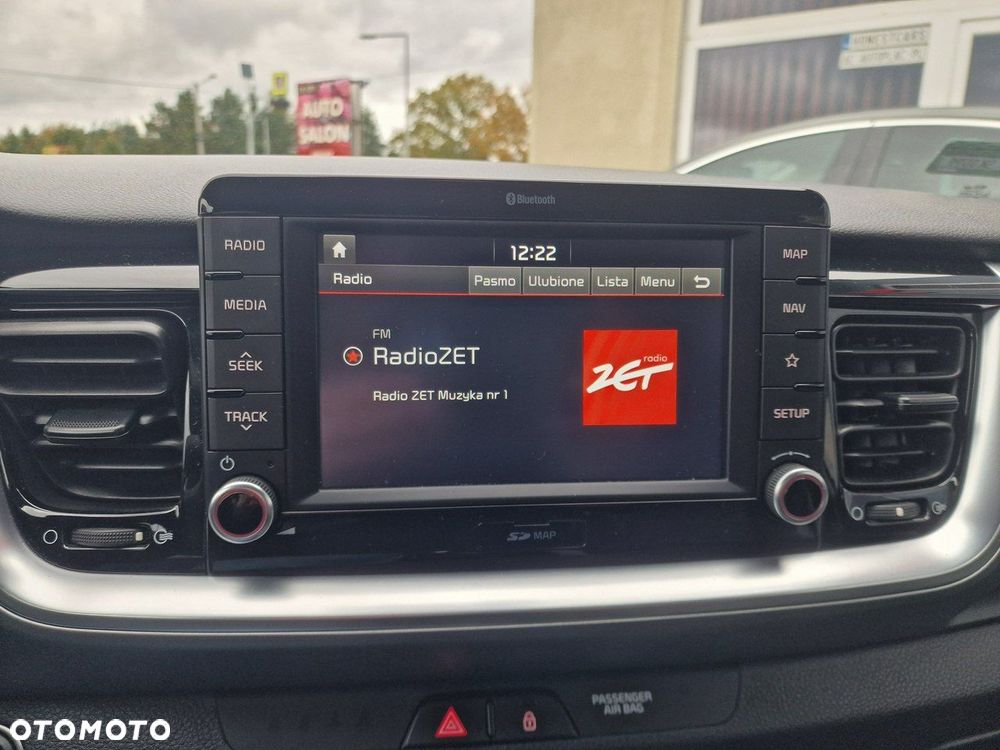 AUTO
SALON
Bluetooth
RADIO
MEDIA
SEEK
TRACK
12:22
Radio
Pasmo Ulubione Lista Menu
FM
RadioZET
Radio ZET Muzyka nr 1
radio
ZET
MAP
NAV
SETUP
SD MAP
PASSENGER
AIR BAG
OTOMOTO